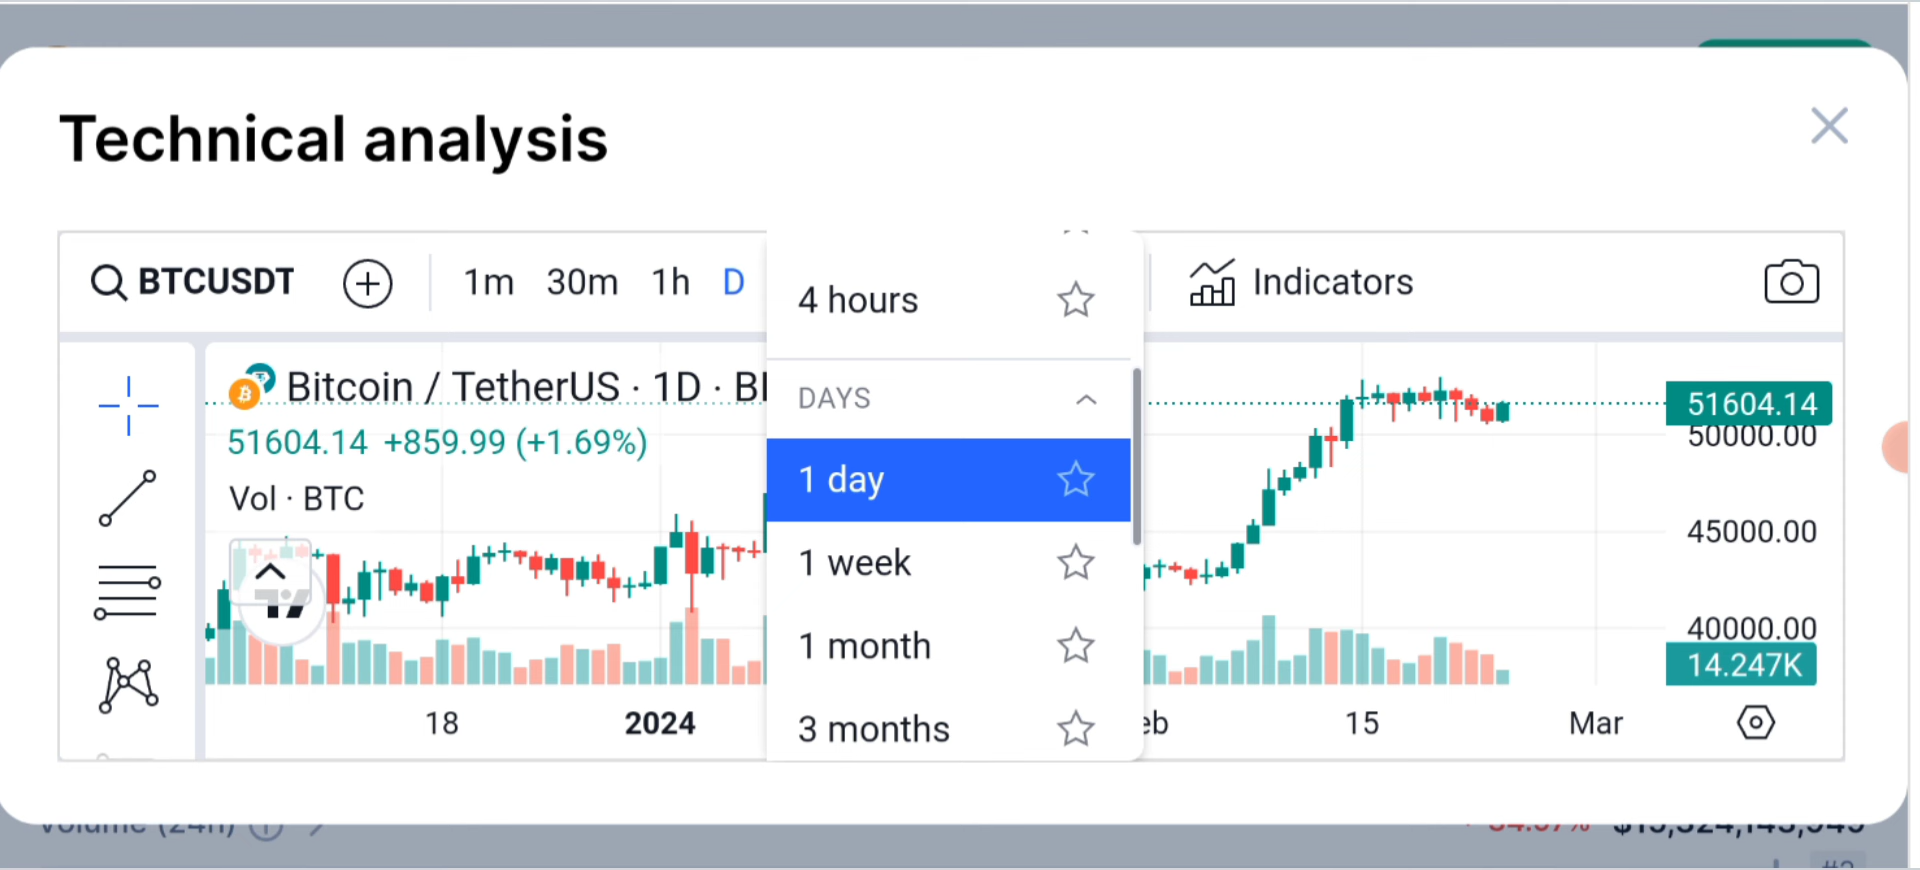 Technical analysis
BTCUSDT
1m 30m 1h D
Indicators
4 hours
DAYS
1 day
1 week
1 month
3 months
Bitcoin / TetherUS · 1D ·
51604.14 +859.99 (+1.69%)
Vol · BTC
51604.14
50000.00
45000.00
40000.00
14.247K
18 2024 15 Mar
Volume (24h)